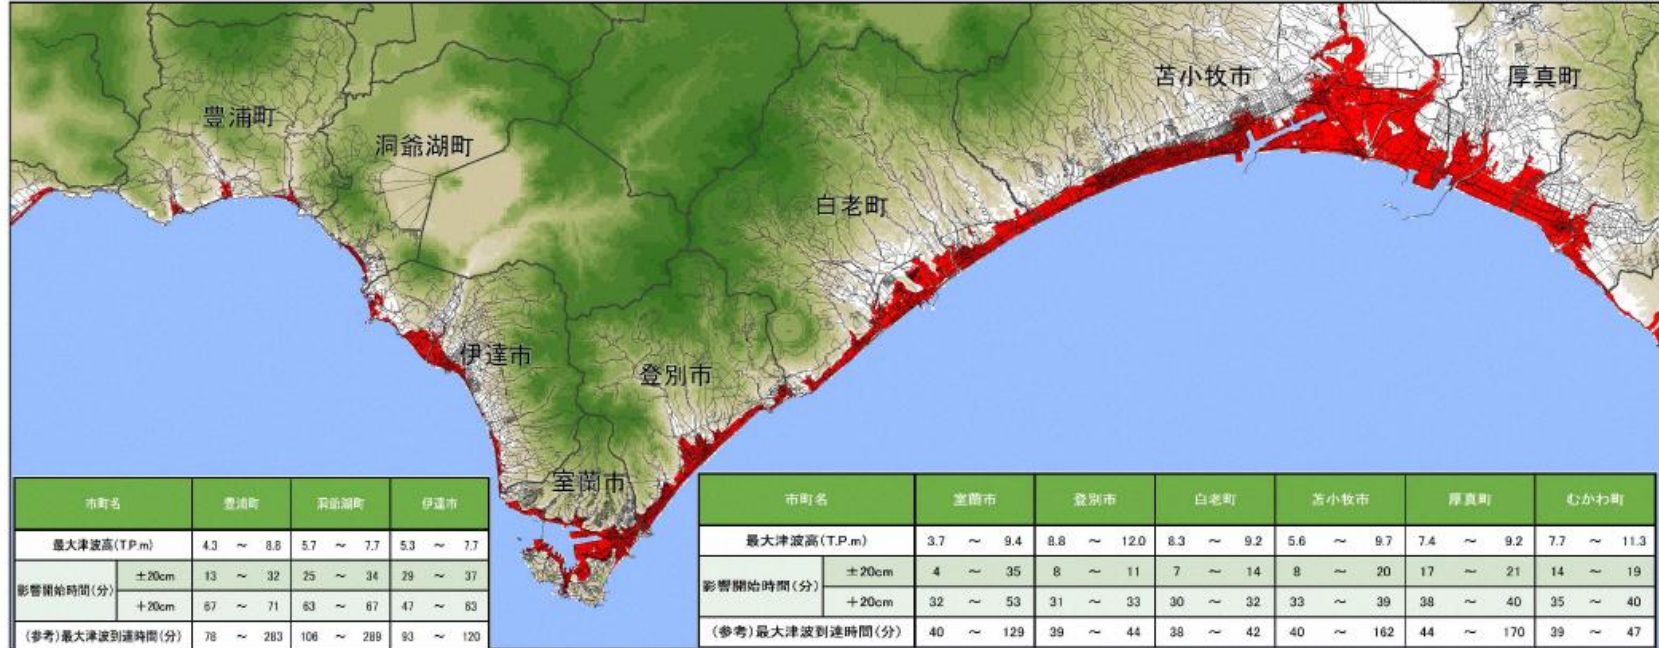 苫小牧市
厚真町
豊浦町
洞爺湖町
白老町
伊達市
登別市
室蘭市
市町名 豊浦町 洞爺湖町 伊達市
最大津波高(T.P.m) 4.3 ～ 8.8 5.7 ～ 7.7 5.3 ～ 7.7
影響開始時間(分) ±20cm 13 ～ 32 25 ～ 34 29 ～ 37
+20cm 67 ～ 71 63 ～ 67 47 ～ 63
(参考)最大津波到達時間(分) 78 ～ 283 106 ～ 289 93 ～ 120
市町名 室蘭市 登別市 白老町 苫小牧市 厚真町 むかわ町
最大津波高(T.P.m) 3.7 ～ 9.4 8.8 ～ 12.0 8.3 ～ 9.2 5.6 ～ 9.7 7.4 ～ 9.2 7.7 ～ 11.3
影響開始時間(分) ±20cm 4 ～ 35 8 ～ 11 7 ～ 14 8 ～ 20 17 ～ 21 14 ～ 19
+20cm 32 ～ 53 31 ～ 33 30 ～ 32 33 ～ 39 38 ～ 40 35 ～ 40
(参考)最大津波到達時間(分) 40 ～ 129 39 ～ 44 38 ～ 42 40 ～ 162 44 ～ 170 39 ～ 47